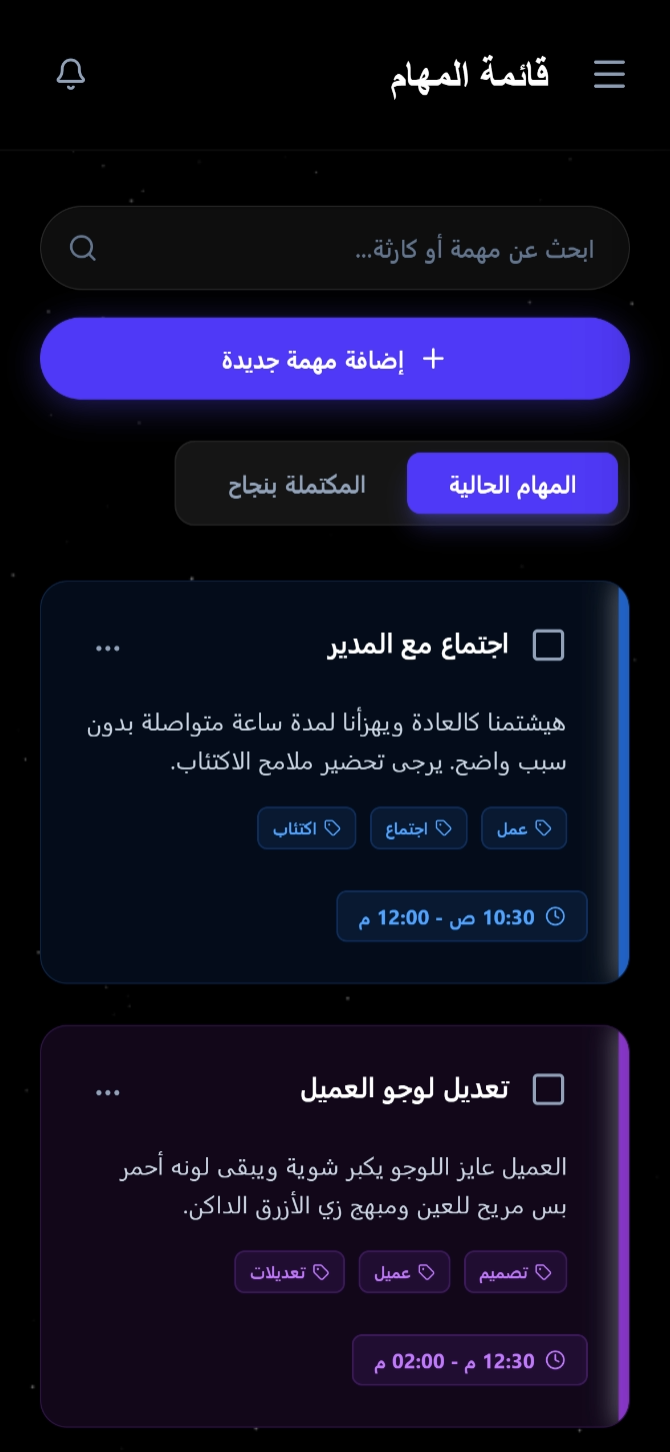 قائمة المهام
ابحث عن مهمة أو كارثة...
إضافة مهمة جديدة
المهام الحالية
المكتملة بنجاح
اجتماع مع المدير
هيشتمنا كالعادة ويهزأنا لمدة ساعة متواصلة بدون
سبب واضح. يرجى تحضير ملامح الاكتئاب.
عمل
اجتماع
اكتئاب
10:30 ص - 12:00 م
تعديل لوجو العميل
العميل عايز اللوجو يكبر شوية ويبقى لونه أحمر
بس مريح للعين ومبهج زي الأزرق الداكن.
تصميم
عميل
تعديلات
12:30 م - 02:00 م